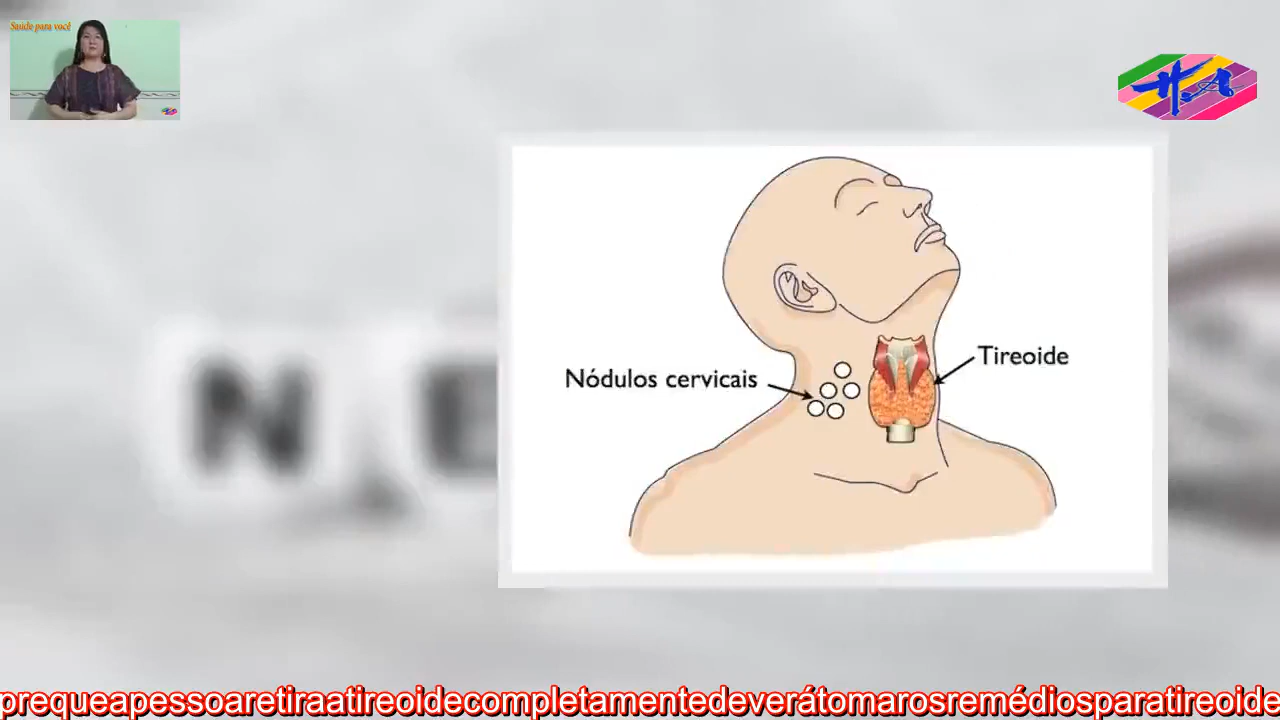 Saúde para você
H.A
Tireoide
Nódulos cervicais
N E
prequeapessoaretiraatireoidecompletamentedeverátomarosremédiosparatireoide